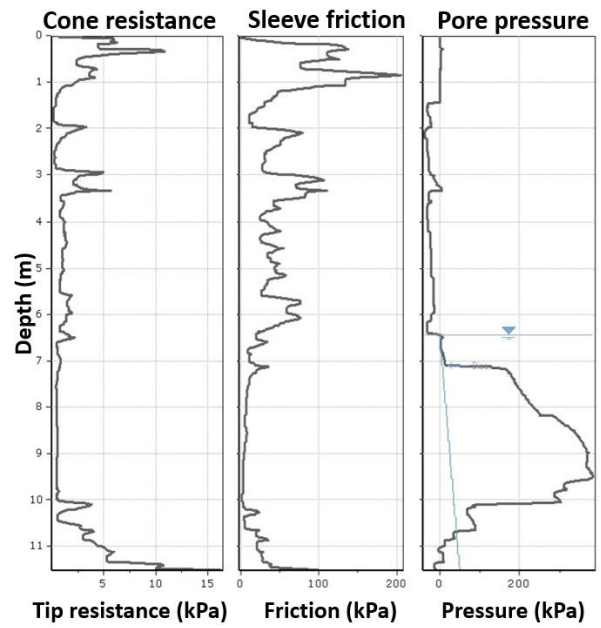 Cone resistance
Sleeve friction
Pore pressure
Depth (m)
0
1
2
3
4
5
6
7
8
9
10
11
5 10 15
0 100 200
0 200
Tip resistance (kPa)
Friction (kPa)
Pressure (kPa)